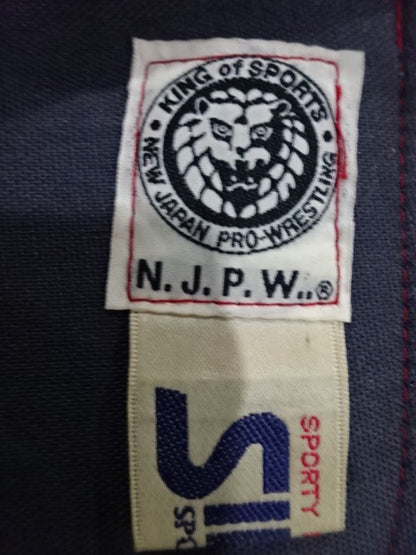 KING of SPORTS
NEW JAPAN PRO-WRESTLING
N. J. P. W..®
SPORTY